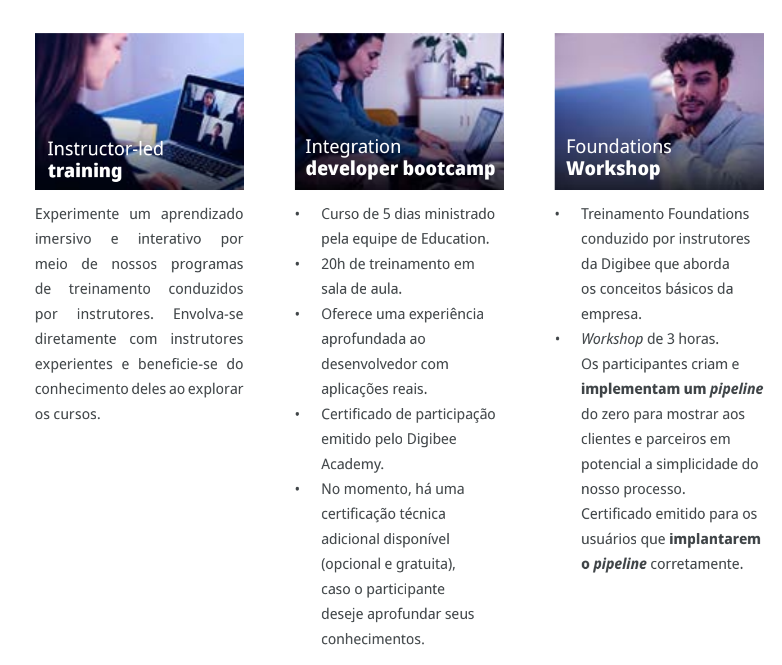 Instructor-led
training
Experimente um aprendizado
imersivo e interativo por
meio de nossos programas
de treinamento conduzidos
por instrutores. Envolva-se
diretamente com instrutores
experientes e beneficie-se do
conhecimento deles ao explorar
os cursos.
Integration
developer bootcamp
• Curso de 5 dias ministrado
pela equipe de Education.
• 20h de treinamento em
sala de aula.
• Oferece uma experiência
aprofundada ao
desenvolvedor com
aplicações reais.
• Certificado de participação
emitido pelo Digibee
Academy.
• No momento, há uma
certificação técnica
adicional disponível
(opcional e gratuita),
caso o participante
deseje aprofundar seus
conhecimentos.
Foundations
Workshop
• Treinamento Foundations
conduzido por instrutores
da Digibee que aborda
os conceitos básicos da
empresa.
• Workshop de 3 horas.
Os participantes criam e
implementam um pipeline
do zero para mostrar aos
clientes e parceiros em
potencial a simplicidade do
nosso processo.
Certificado emitido para os
usuários que implantarem
o pipeline corretamente.